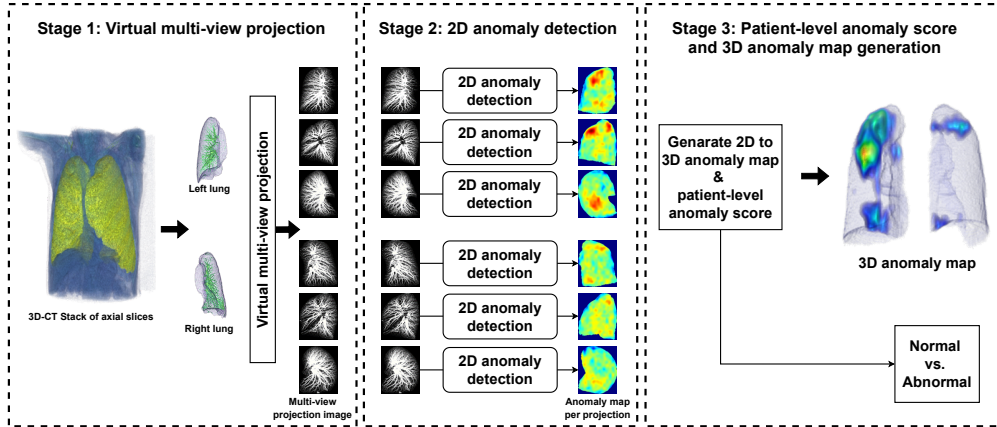 Stage 1: Virtual multi-view projection
3D-CT Stack of axial slices
Left lung
Right lung
Virtual multi-view projection
Multi-view
projection image
Stage 2: 2D anomaly detection
2D anomaly
detection
2D anomaly
detection
2D anomaly
detection
2D anomaly
detection
2D anomaly
detection
2D anomaly
detection
Anomaly map
per projection
Stage 3: Patient-level anomaly score
and 3D anomaly map generation
Genarate 2D to
3D anomaly map
&
patient-level
anomaly score
3D anomaly map
Normal
vs.
Abnormal